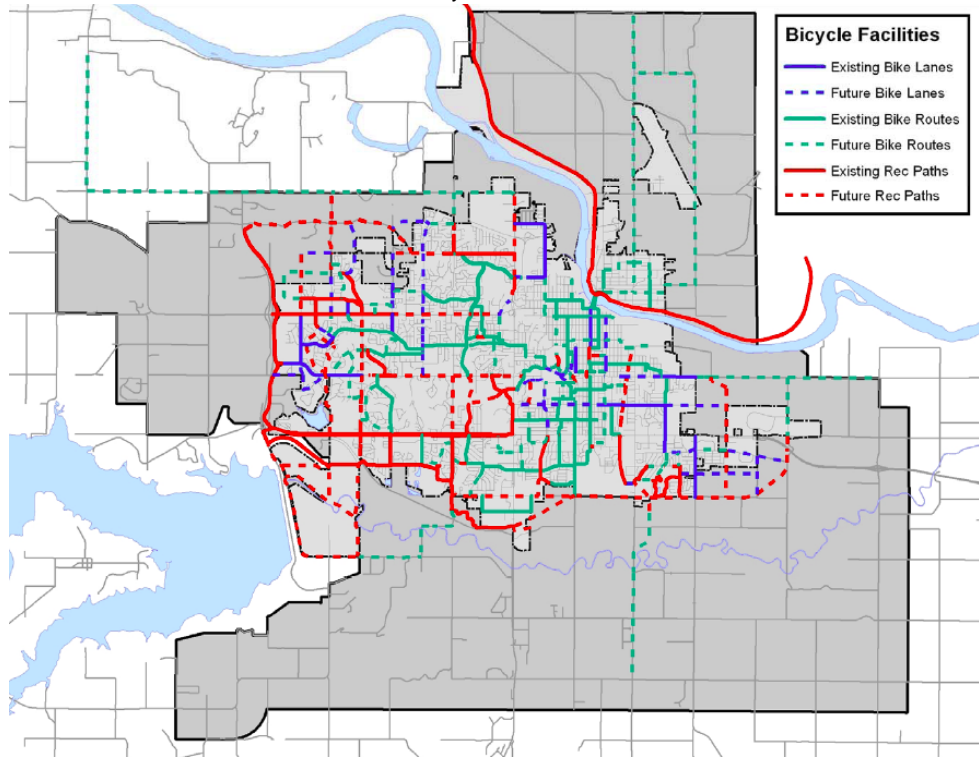 Bicycle Facilities
Existing Bike Lanes
Future Bike Lanes
Existing Bike Routes
Future Bike Routes
Existing Rec Paths
Future Rec Paths